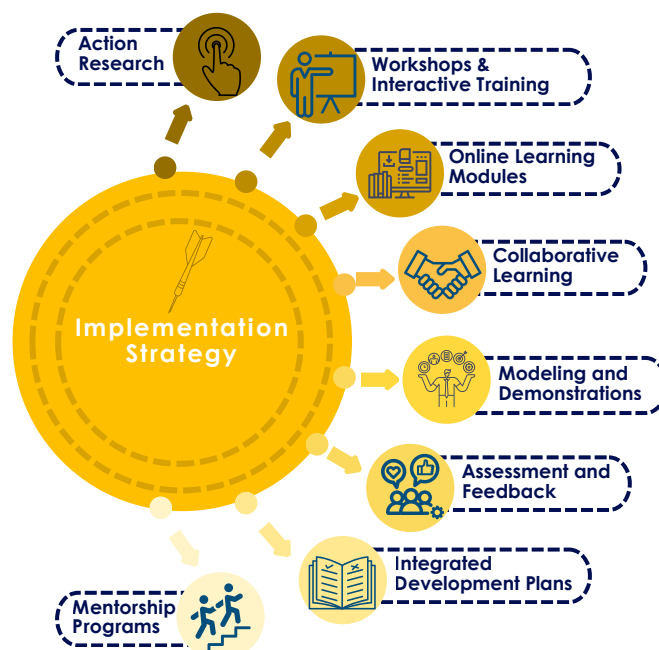 Action
Research
Workshops &
Interactive Training
Online Learning
Modules
Collaborative
Learning
Implementation
Strategy
Modeling and
Demonstrations
Assessment and
Feedback
Integrated
Development Plans
Mentorship
Programs